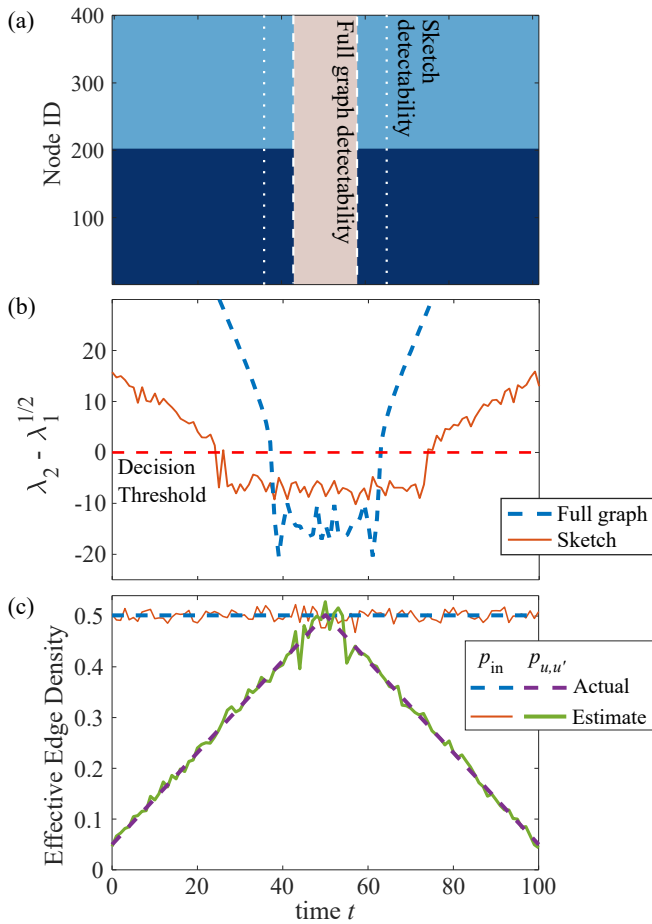 (a)
400
300
200
100
Node ID
Full graph detectability
Sketch
detectability
(b)
20
10
0
-10
-20
λ2 - λ1^1/2
Decision
Threshold
Full graph
Sketch
(c)
0.5
0.4
0.3
0.2
0.1
0
Effective Edge Density
p_in p_u,u'
Actual
Estimate
0 20 40 60 80 100
time t